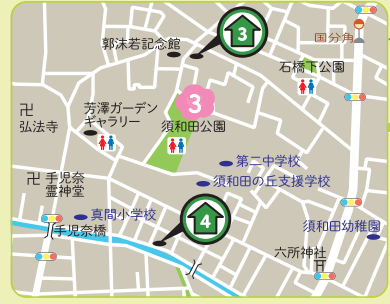 3
国分角
郭沫若記念館
石橋下公園
3
芳澤ガーデン
ギャラリー
須和田公園
卍
弘法寺
第二中学校
卍 手児奈
霊神堂
須和田の丘支援学校
真間小学校
4
手児奈橋
須和田幼稚園
六所神社